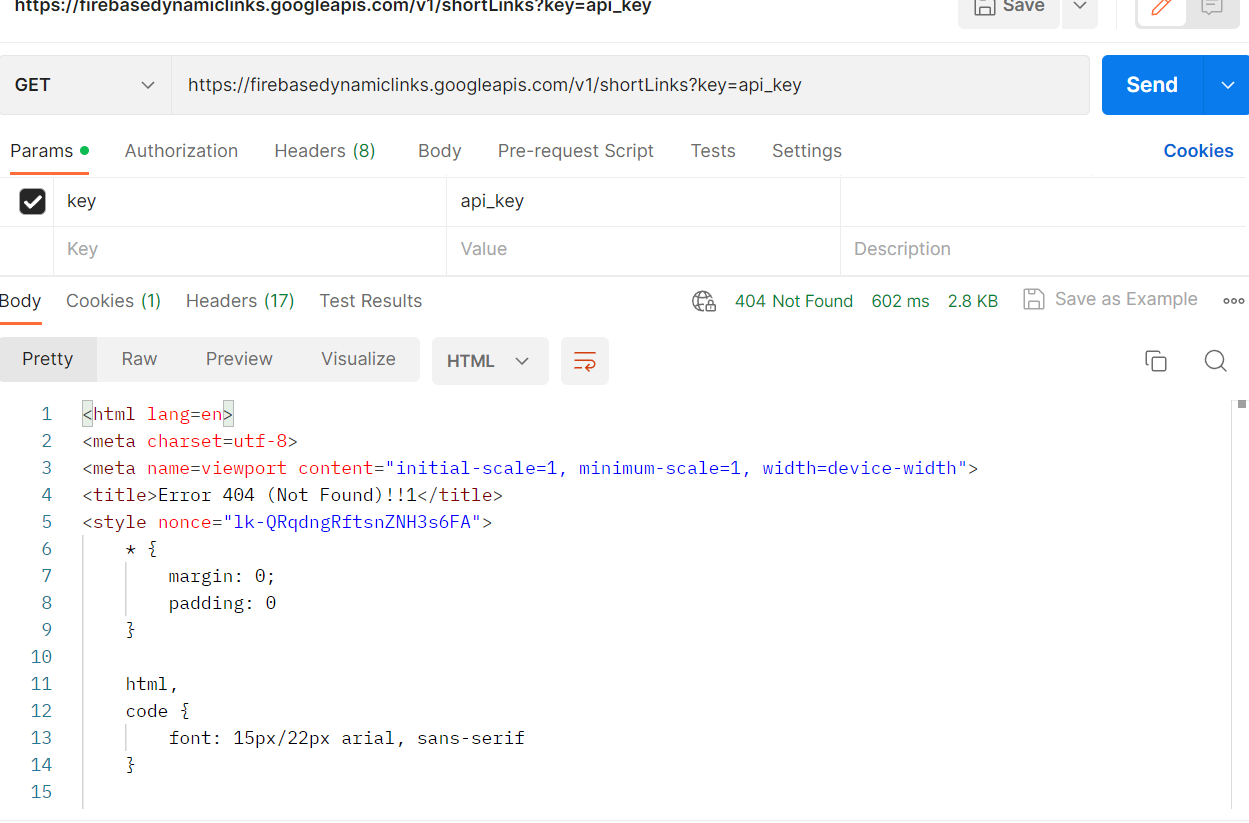 https://firebasedynamiclinks.googleapis.com/v1/shortLinks?key=api_key
Save
GET
https://firebasedynamiclinks.googleapis.com/v1/shortLinks?key=api_key
Send
Params Authorization Headers (8) Body Pre-request Script Tests Settings Cookies
key api_key
Key Value Description
Body Cookies (1) Headers (17) Test Results 404 Not Found 602 ms 2.8 KB Save as Example
Pretty Raw Preview Visualize HTML
1 <html lang=en>
2 <meta charset=utf-8>
3 <meta name=viewport content="initial-scale=1, minimum-scale=1, width=device-width">
4 <title>Error 404 (Not Found)!!1</title>
5 <style nonce="lk-QRqdngRftsnZNH3s6FA">
6 * {
7 margin: 0;
8 padding: 0
9 }
10
11 html,
12 code {
13 font: 15px/22px arial, sans-serif
14 }
15